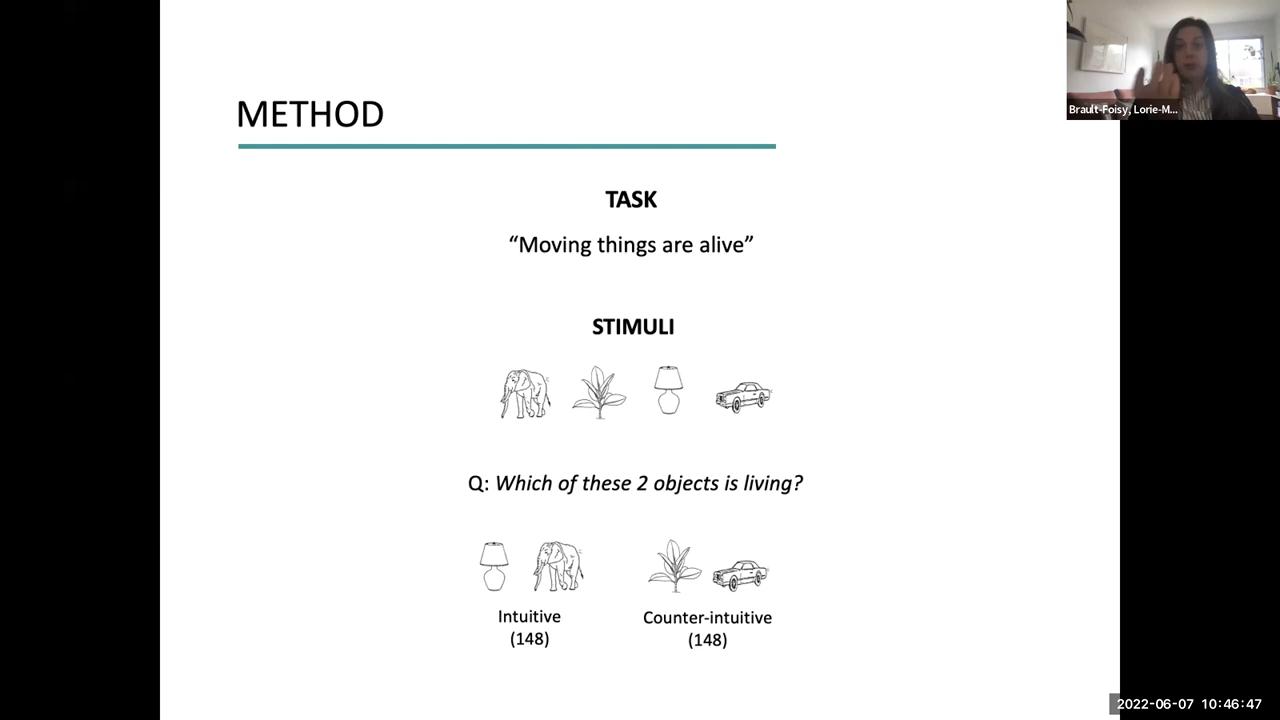 METHOD
TASK
“Moving things are alive”
STIMULI
Q: Which of these 2 objects is living?
Intuitive
(148)
Counter-intuitive
(148)
Brault-Foisy, Lorie-M...
2022-06-07 10:46:47